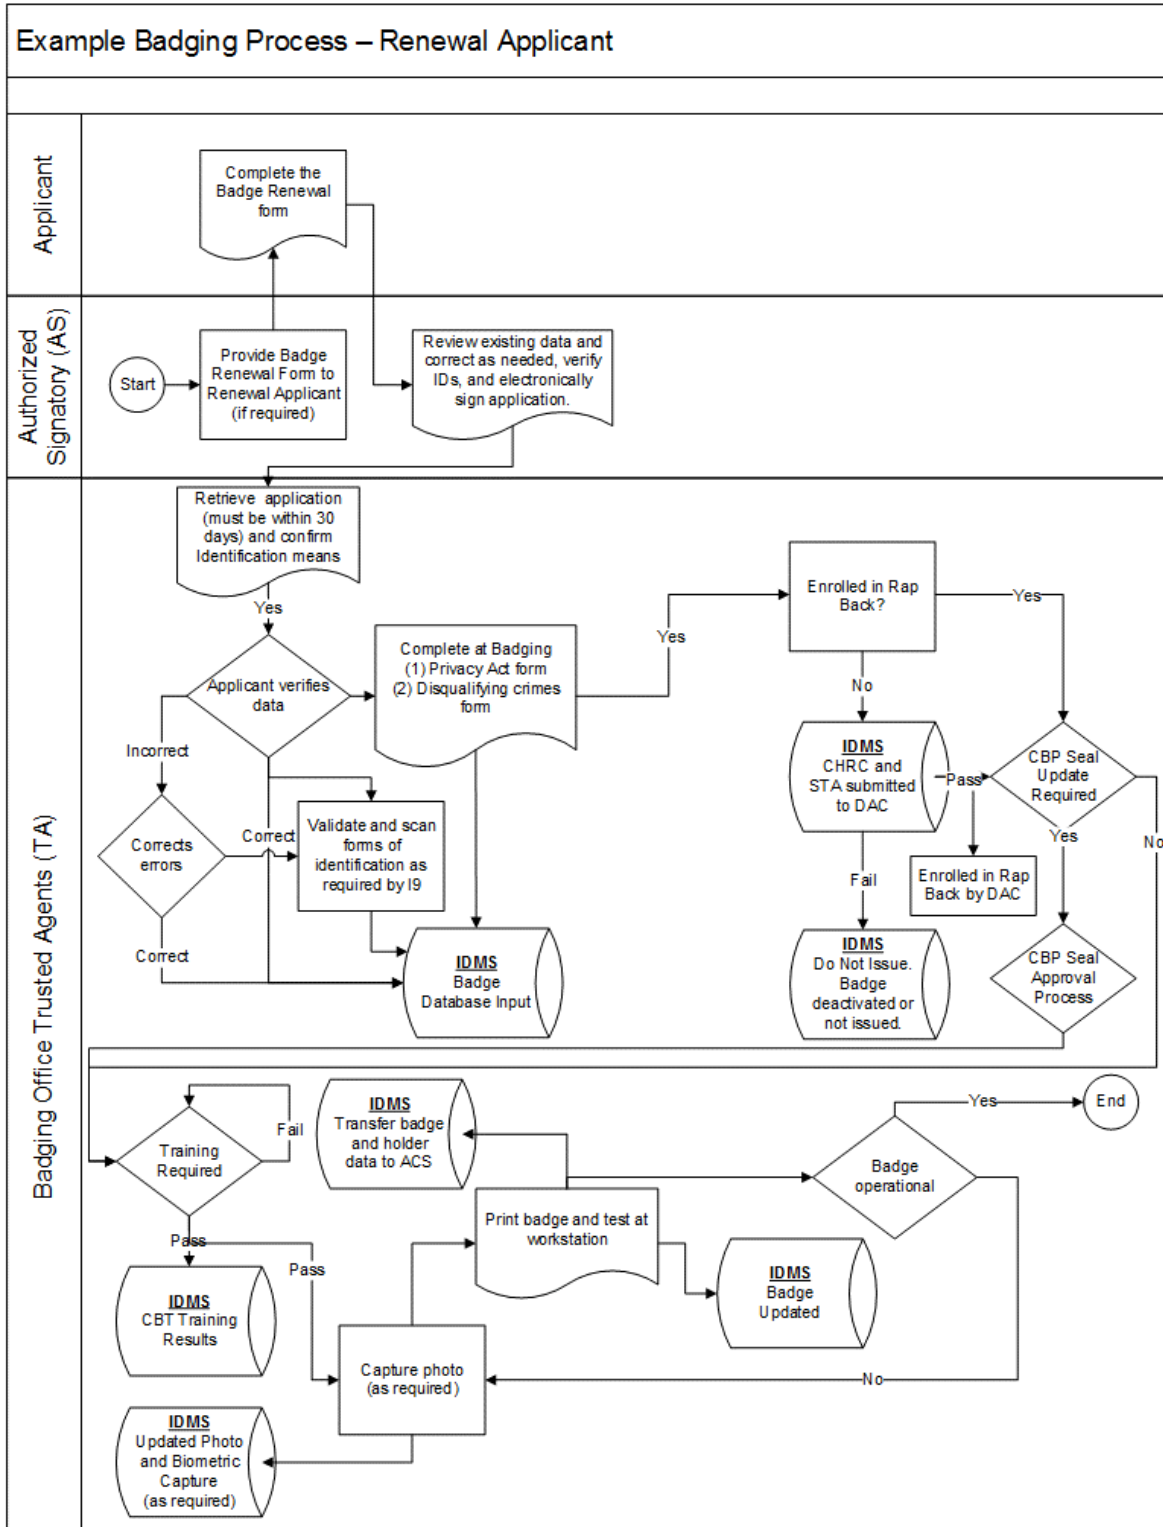 Example Badging Process – Renewal Applicant
Applicant
Complete the
Badge Renewal
form
Authorized
Signatory (AS)
Start
Provide Badge
Renewal Form to
Renewal Applicant
(if required)
Review existing data and
correct as needed, verify
IDs, and electronically
sign application.
Badging Office Trusted Agents (TA)
Retrieve application
(must be within 30
days) and confirm
Identification means
Yes
Applicant verifies
data
Incorrect
Corrects
errors
Correct
Correct
Complete at Badging
(1) Privacy Act form
(2) Disqualifying crimes
form
Validate and scan
forms of
identification as
required by I9
IDMS
Badge
Database Input
Yes
Enrolled in Rap
Back?
Yes
No
IDMS
CHRC and
STA submitted
to DAC
Pass
CBP Seal
Update
Required
No
Yes
Fail
Enrolled in Rap
Back by DAC
IDMS
Do Not Issue.
Badge
deactivated or
not issued.
CBP Seal
Approval
Process
Training
Required
Fail
Pass
Pass
IDMS
CBT Training
Results
IDMS
Transfer badge
and holder
data to ACS
Print badge and test at
workstation
IDMS
Badge
Updated
Badge
operational
Yes
End
No
Capture photo
(as required)
IDMS
Updated Photo
and Biometric
Capture
(as required)